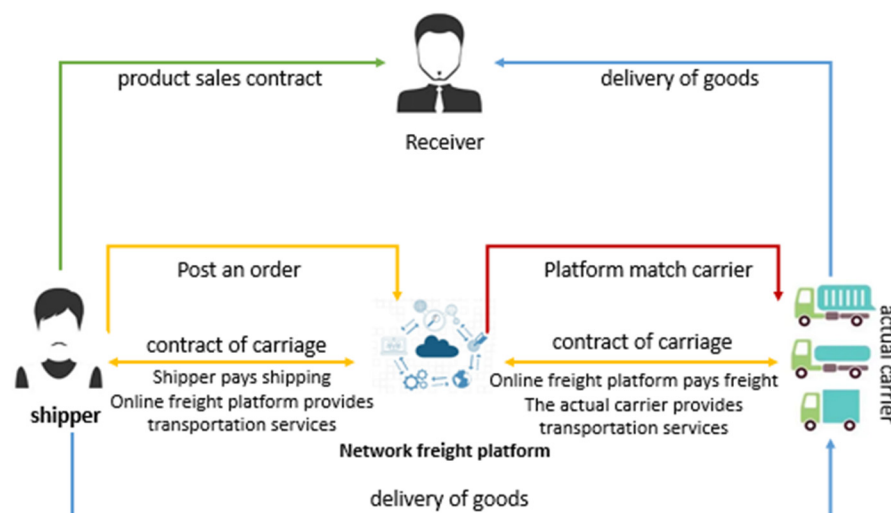 product sales contract
delivery of goods
Receiver
Post an order
Platform match carrier
contract of carriage
Shipper pays shipping
Online freight platform provides
transportation services
contract of carriage
Online freight platform pays freight
The actual carrier provides
transportation services
shipper
actual carrier
Network freight platform
delivery of goods